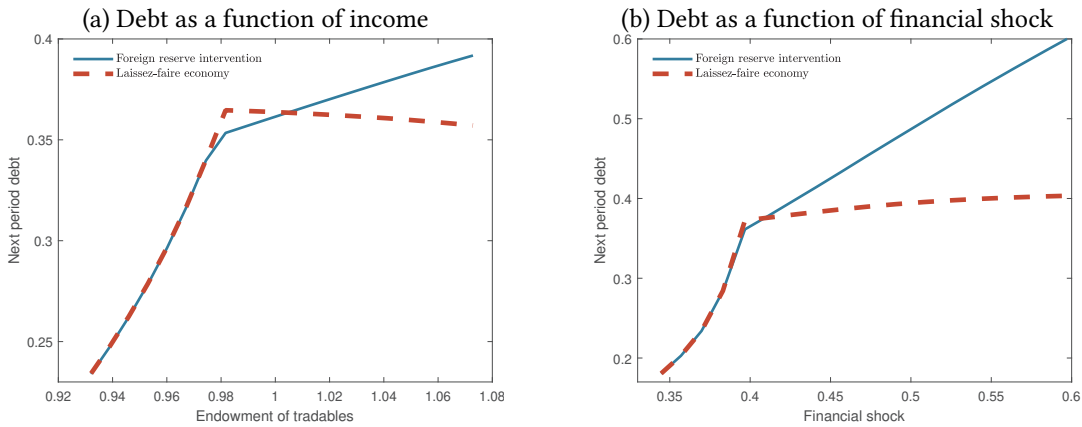 (a) Debt as a function of income
0.4
0.35
0.3
0.25
Next period debt
Foreign reserve intervention
Laissez-faire economy
0.92 0.94 0.96 0.98 1 1.02 1.04 1.06 1.08
Endowment of tradables
(b) Debt as a function of financial shock
0.6
0.5
0.4
0.3
0.2
Next period debt
Foreign reserve intervention
Laissez-faire economy
0.35 0.4 0.45 0.5 0.55 0.6
Financial shock